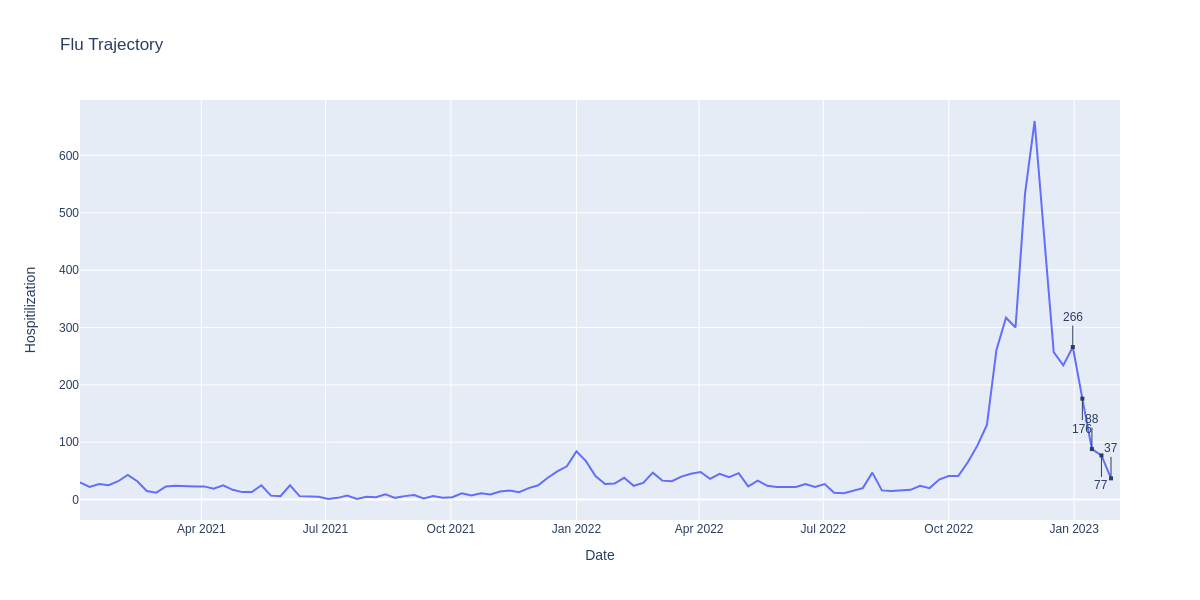 Flu Trajectory
Hospitilization
600
500
400
300
200
100
0
266
88
176
37
77
Apr 2021
Jul 2021
Oct 2021
Jan 2022
Apr 2022
Jul 2022
Oct 2022
Jan 2023
Date